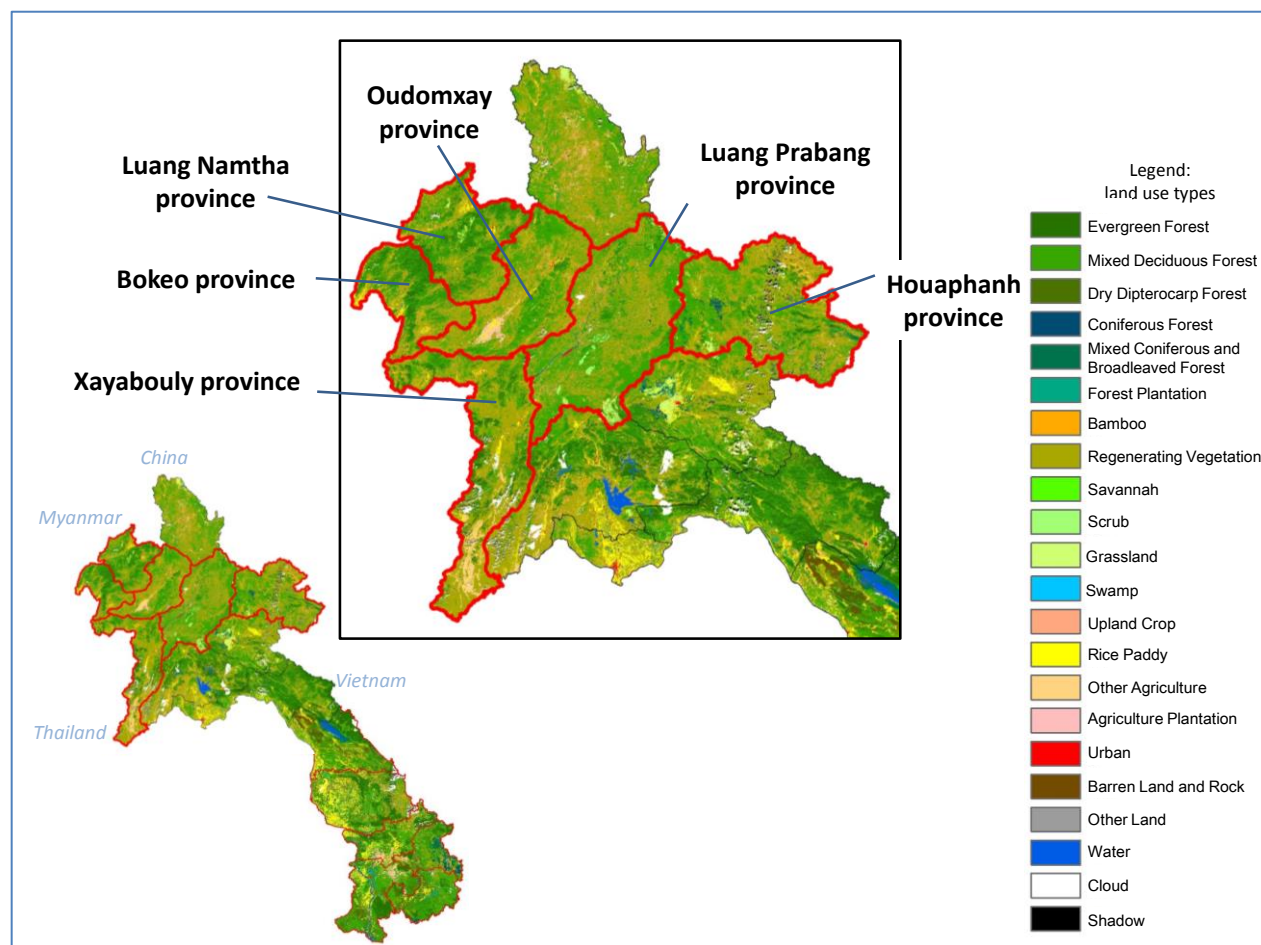 Oudomxay
province
Luang Namtha
province
Luang Prabang
province
Bokeo province
Houaphanh
province
Xayabouly province
China
Myanmar
Vietnam
Thailand
Legend:
land use types
Evergreen Forest
Mixed Deciduous Forest
Dry Dipterocarp Forest
Coniferous Forest
Mixed Coniferous and
Broadleaved Forest
Forest Plantation
Bamboo
Regenerating Vegetation
Savannah
Scrub
Grassland
Swamp
Upland Crop
Rice Paddy
Other Agriculture
Agriculture Plantation
Urban
Barren Land and Rock
Other Land
Water
Cloud
Shadow